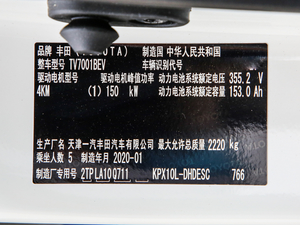 品牌 丰田 (TOYOTA) 制造国 中华人民共和国
整车型号 TV7001BEV 车辆识别代号
驱动电机型号 驱动电机峰值功率 动力电池系统额定电压 355.2 V
4KM (1) 150 kW 动力电池系统额定容量 153.0 Ah
生产厂名 天津一汽丰田汽车有限公司 最大允许总质量 2220 kg
乘坐人数 5 制造年月 2020-01
制造厂专用号 2TPLA10Q711 KPX10L-DHDESC 766